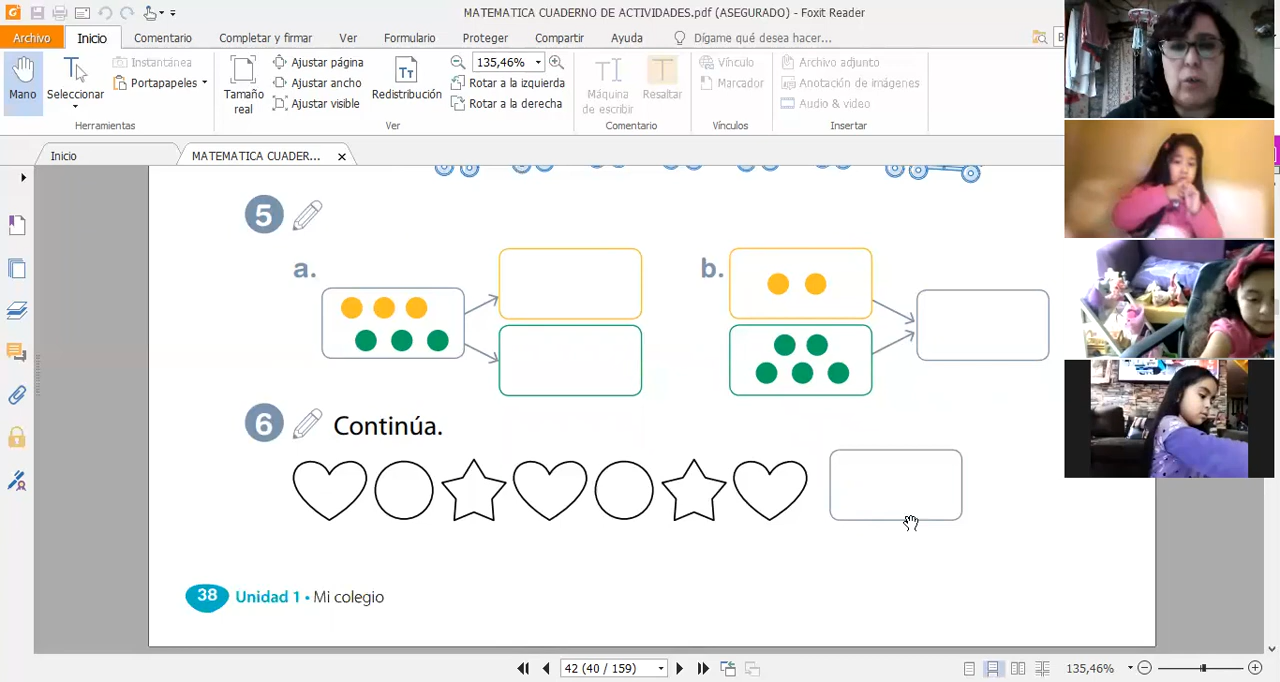 MATEMATICA CUADERNO DE ACTIVIDADES.pdf (ASEGURADO) - Foxit Reader
Archivo Inicio Comentario Completar y firmar Ver Formulario Proteger Compartir Ayuda Dígame qué desea hacer...
Mano
Seleccionar
Instantánea
Portapapeles
Herramientas
Tamaño real
Ajustar página
Ajustar ancho
Ajustar visible
Redistribución
135,46%
Rotar a la izquierda
Rotar a la derecha
Ver
Máquina de escribir
Resaltar
Comentario
Vínculo
Marcador
Vínculos
Archivo adjunto
Anotación de imágenes
Audio & video
Insertar
Inicio
MATEMATICA CUADER...
5
a.
b.
6 Continúa.
38 Unidad 1 • Mi colegio
42 (40 / 159)
135,46%